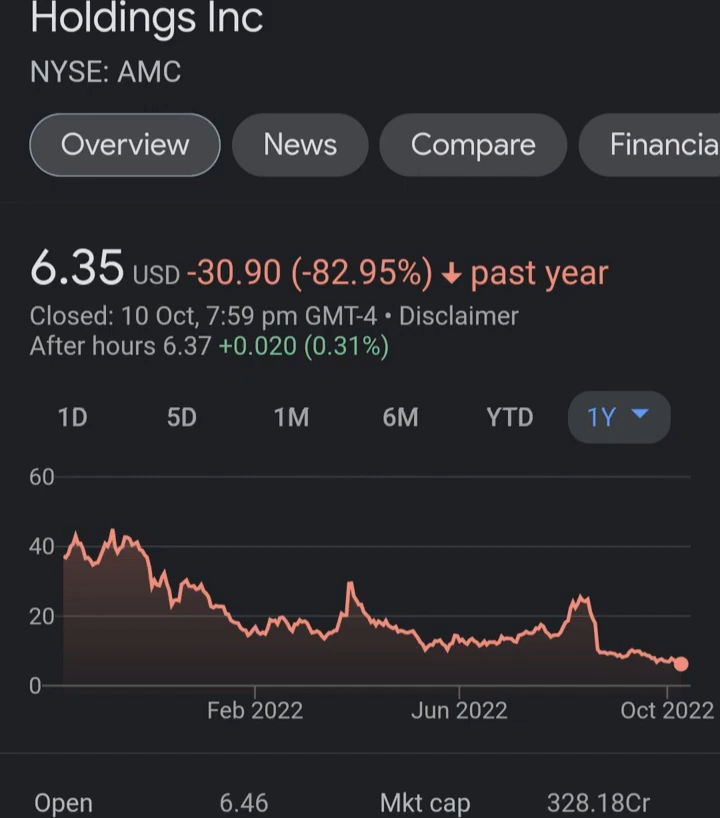 Holdings Inc
NYSE: AMC
Overview News Compare Financia
6.35 USD -30.90 (-82.95%) ↓ past year
Closed: 10 Oct, 7:59 pm GMT-4 • Disclaimer
After hours 6.37 +0.020 (0.31%)
1D 5D 1M 6M YTD 1Y
60
40
20
0
Feb 2022 Jun 2022 Oct 2022
Open 6.46 Mkt cap 328.18Cr